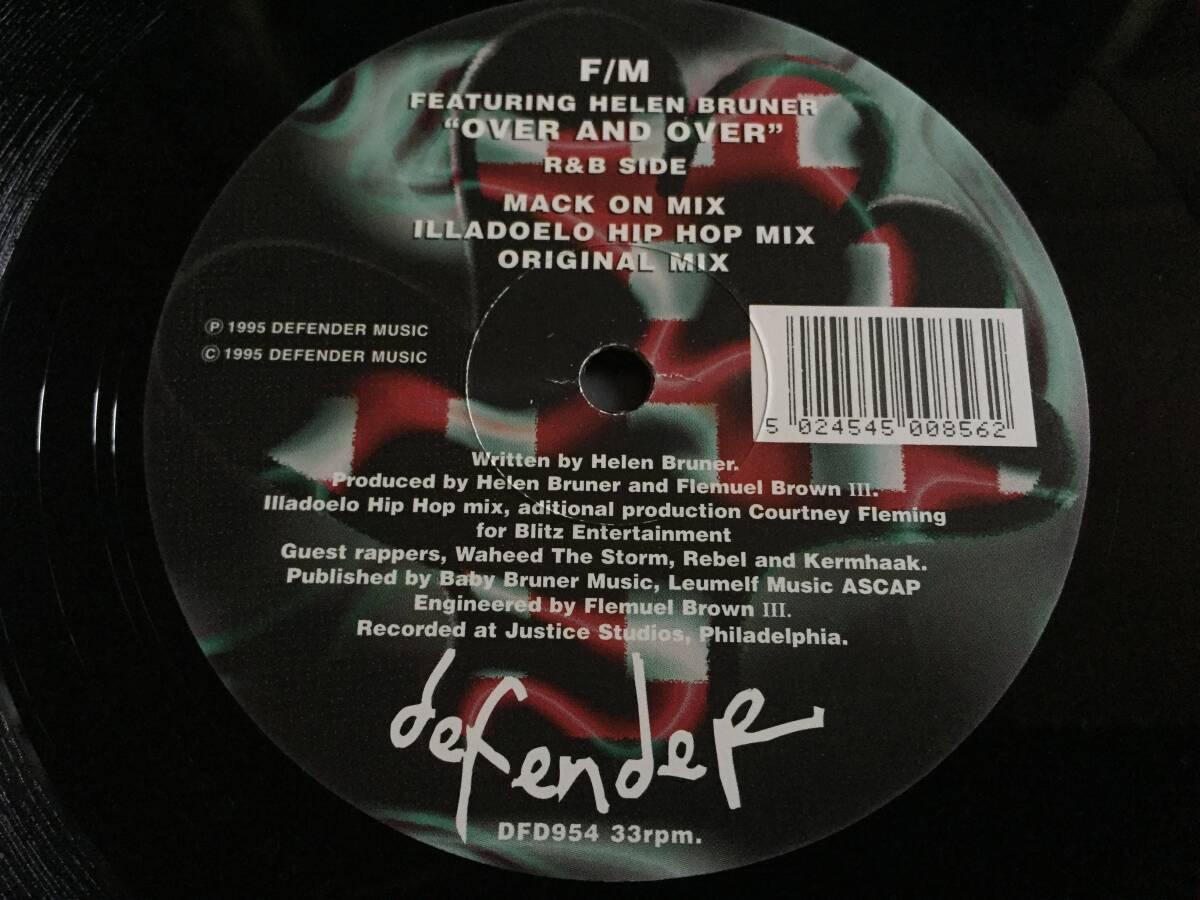 F/M
FEATURING HELEN BRUNER
“OVER AND OVER”
R&B SIDE
MACK ON MIX
ILLADOELO HIP HOP MIX
ORIGINAL MIX
℗ 1995 DEFENDER MUSIC
© 1995 DEFENDER MUSIC
5 024545 008562
Written by Helen Bruner.
Produced by Helen Bruner and Flemuel Brown III.
Illadoelo Hip Hop mix, aditional production Courtney Fleming
for Blitz Entertainment
Guest rappers, Waheed The Storm, Rebel and Kermhaak.
Published by Baby Bruner Music, Leumelf Music ASCAP
Engineered by Flemuel Brown III.
Recorded at Justice Studios, Philadelphia.
defender
DFD954 33rpm.